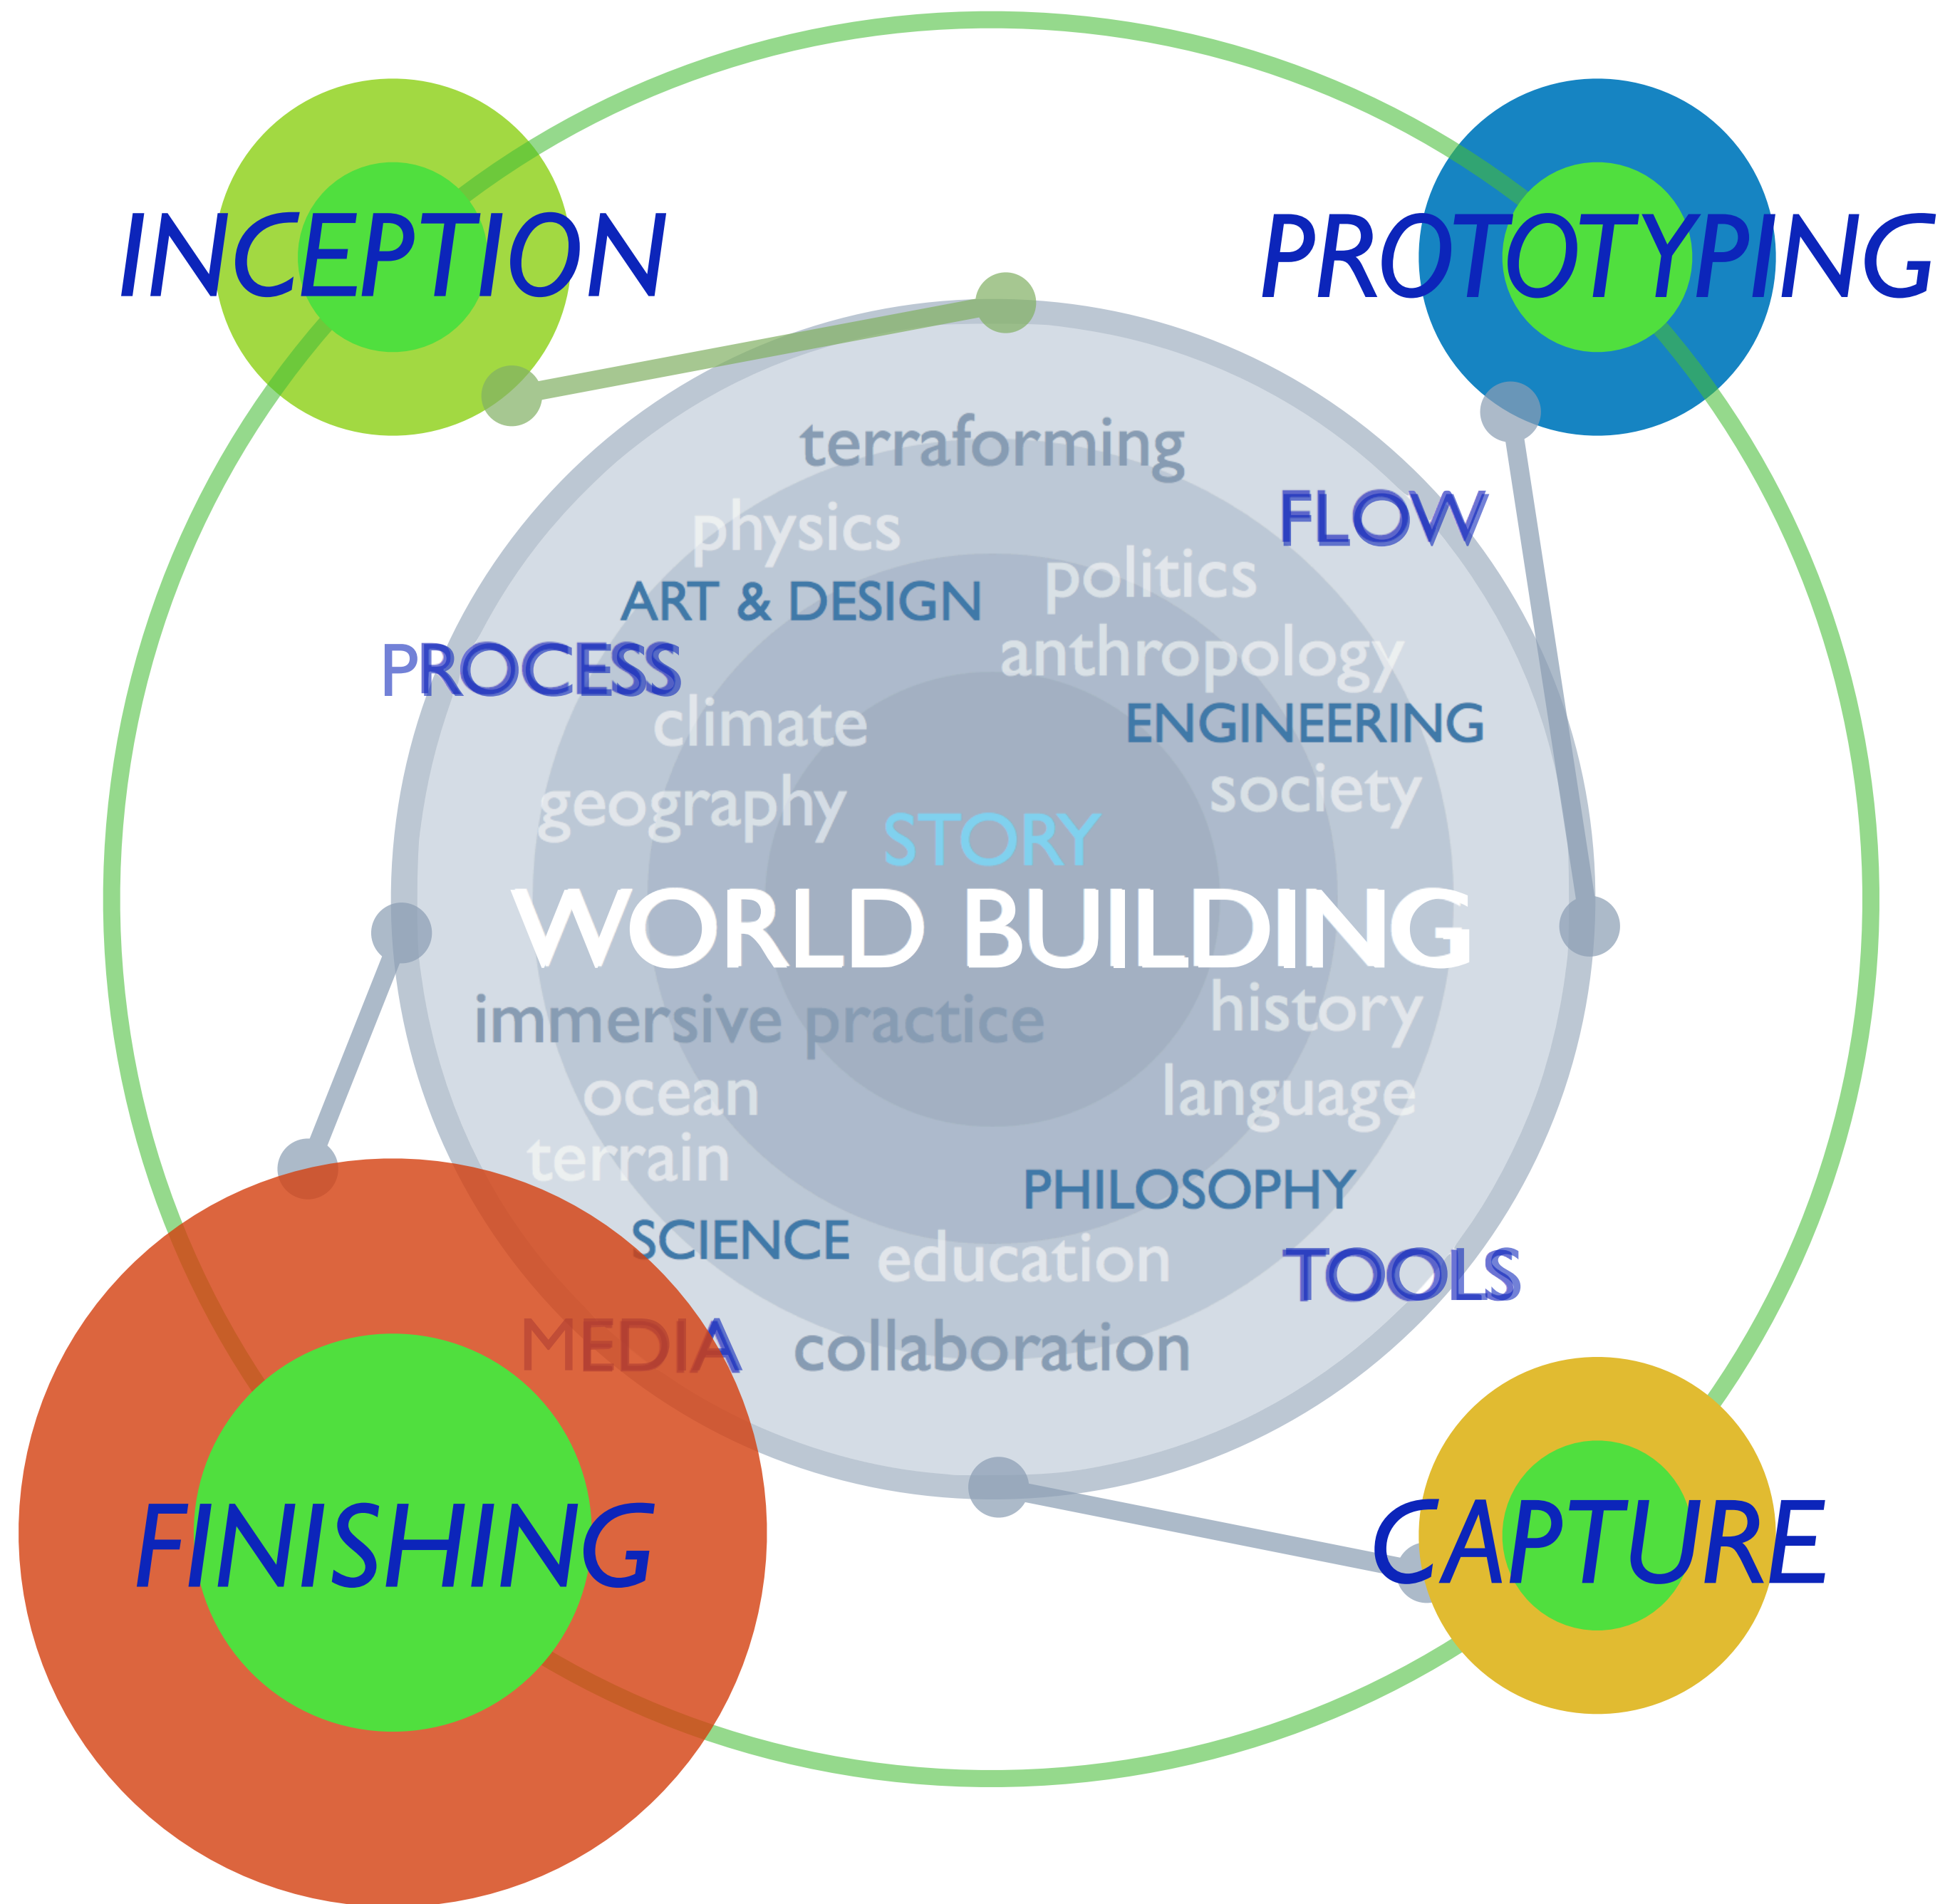 INCEPTION
PROTOTYPING
terraforming
physics
FLOW
politics
ART & DESIGN
PROCESS
anthropology
climate
ENGINEERING
geography
society
STORY
WORLD BUILDING
immersive practice
history
ocean
language
terrain
PHILOSOPHY
SCIENCE
education
TOOLS
MEDIA
collaboration
FINISHING
CAPTURE